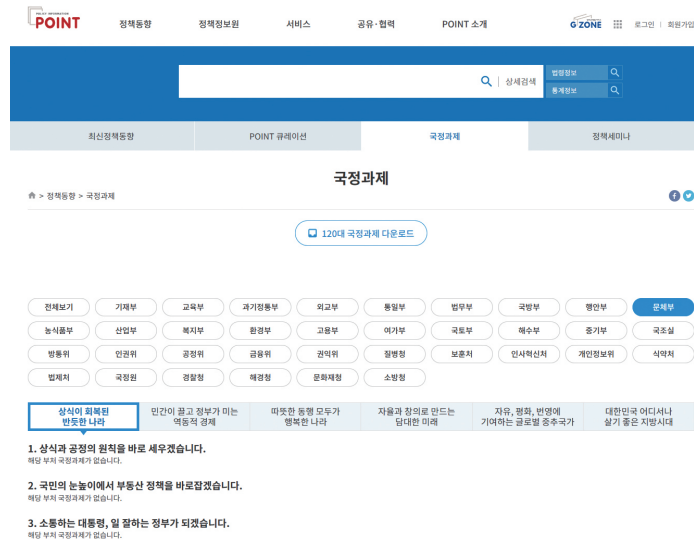 POLICY INFORMATION
POINT
정책동향 정책정보원 서비스 공유·협력 POINT 소개
G ZONE
로그인 | 회원가입
상세검색
법령정보
통계정보
최신정책동향 POINT 큐레이션 국정과제 정책세미나
국정과제
> 정책동향 > 국정과제
120대 국정과제 다운로드
전체보기 기재부 교육부 과기정통부 외교부 통일부 법무부 국방부 행안부 문체부
농식품부 산업부 복지부 환경부 고용부 여가부 국토부 해수부 중기부 국조실
방통위 인권위 공정위 금융위 권익위 질병청 보훈처 인사혁신처 개인정보위 식약처
법제처 국정원 경찰청 해경청 문화재청 소방청
상식이 회복된 반듯한 나라
민간이 끌고 정부가 미는 역동적 경제
따뜻한 동행 모두가 행복한 나라
자율과 창의로 만드는 담대한 미래
자유, 평화, 번영에 기여하는 글로벌 중추국가
대한민국 어디서나 살기 좋은 지방시대
1. 상식과 공정의 원칙을 바로 세우겠습니다.
해당 부처 국정과제가 없습니다.
2. 국민의 눈높이에서 부동산 정책을 바로잡겠습니다.
해당 부처 국정과제가 없습니다.
3. 소통하는 대통령, 일 잘하는 정부가 되겠습니다.
해당 부처 국정과제가 없습니다.